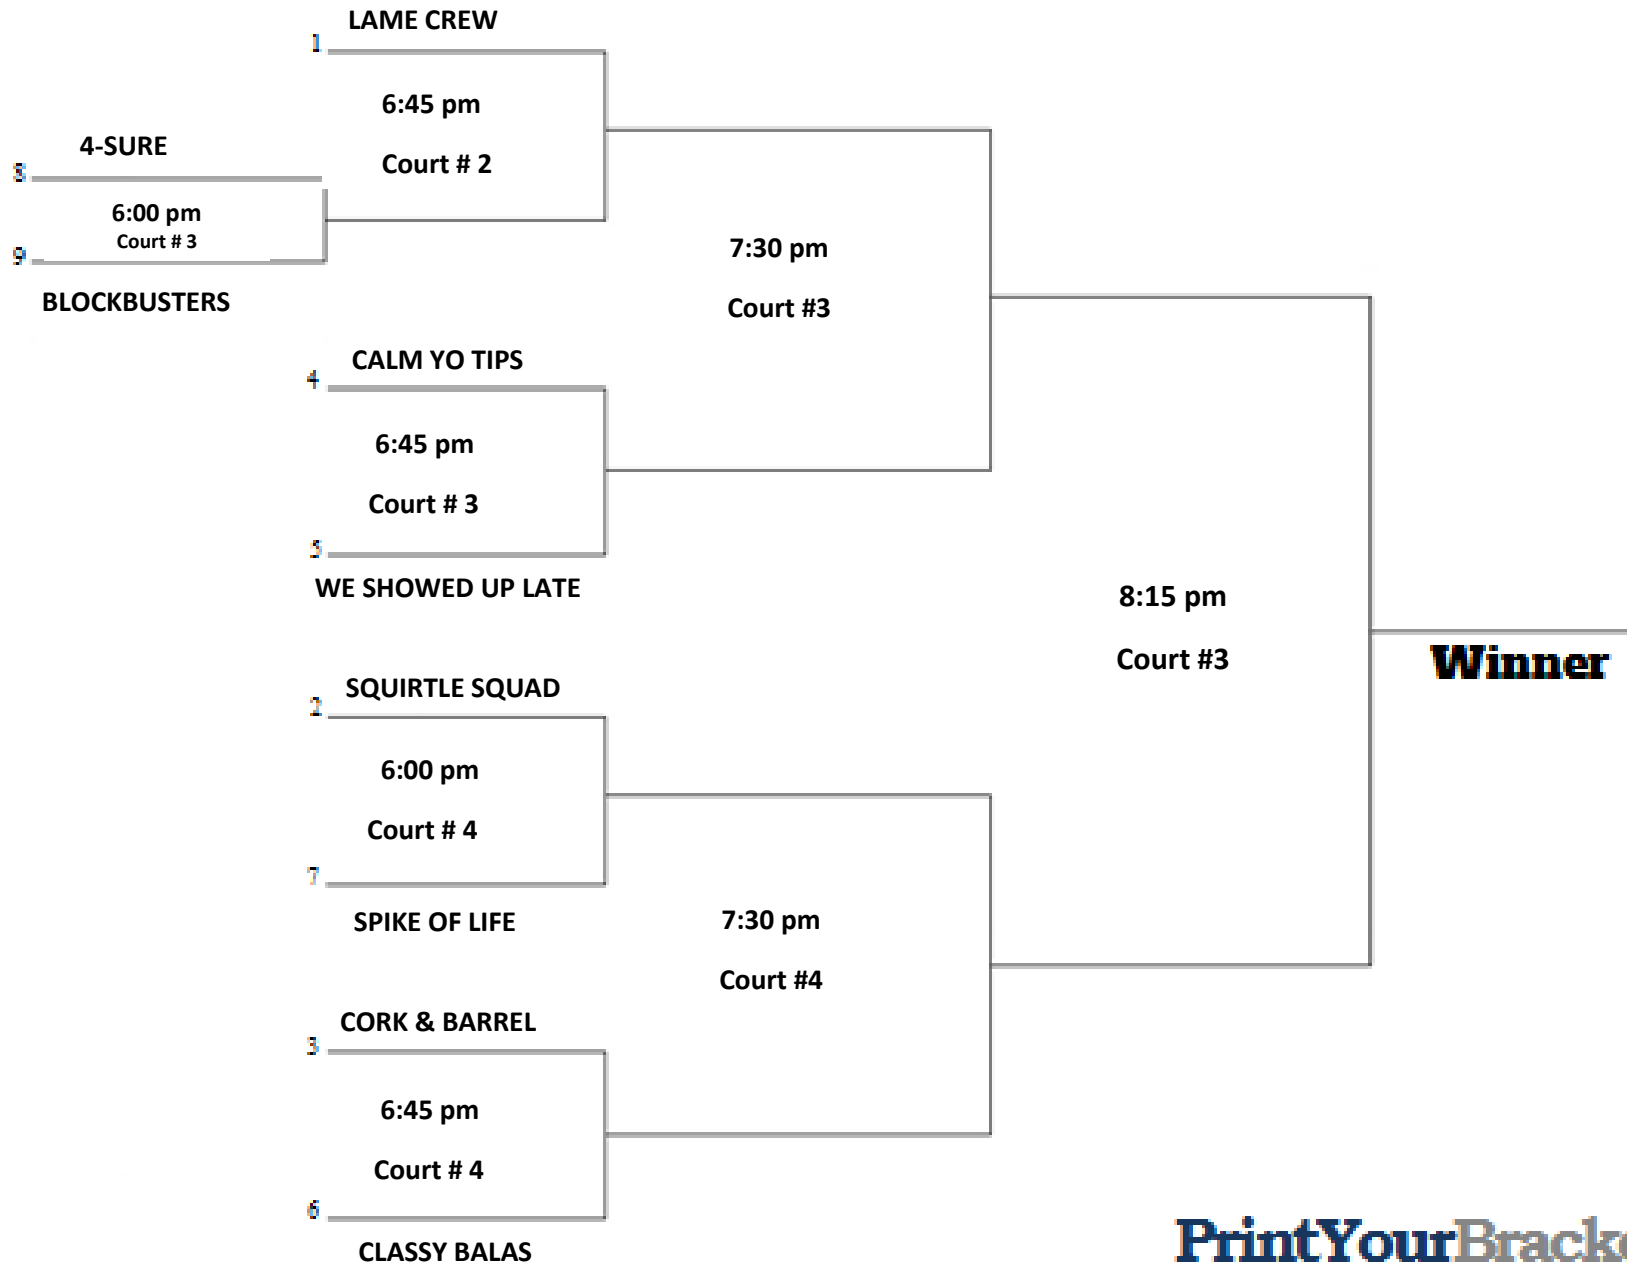 LAME CREW
1
6:45 pm
Court # 2
4-SURE
8
6:00 pm
Court # 3
9
BLOCKBUSTERS
7:30 pm
Court #3
CALM YO TIPS
4
6:45 pm
Court # 3
5
WE SHOWED UP LATE
8:15 pm
Court #3
Winner
SQUIRTLE SQUAD
2
6:00 pm
Court # 4
7
SPIKE OF LIFE
7:30 pm
Court #4
CORK & BARREL
3
6:45 pm
Court # 4
6
CLASSY BALAS
PrintYourBracke